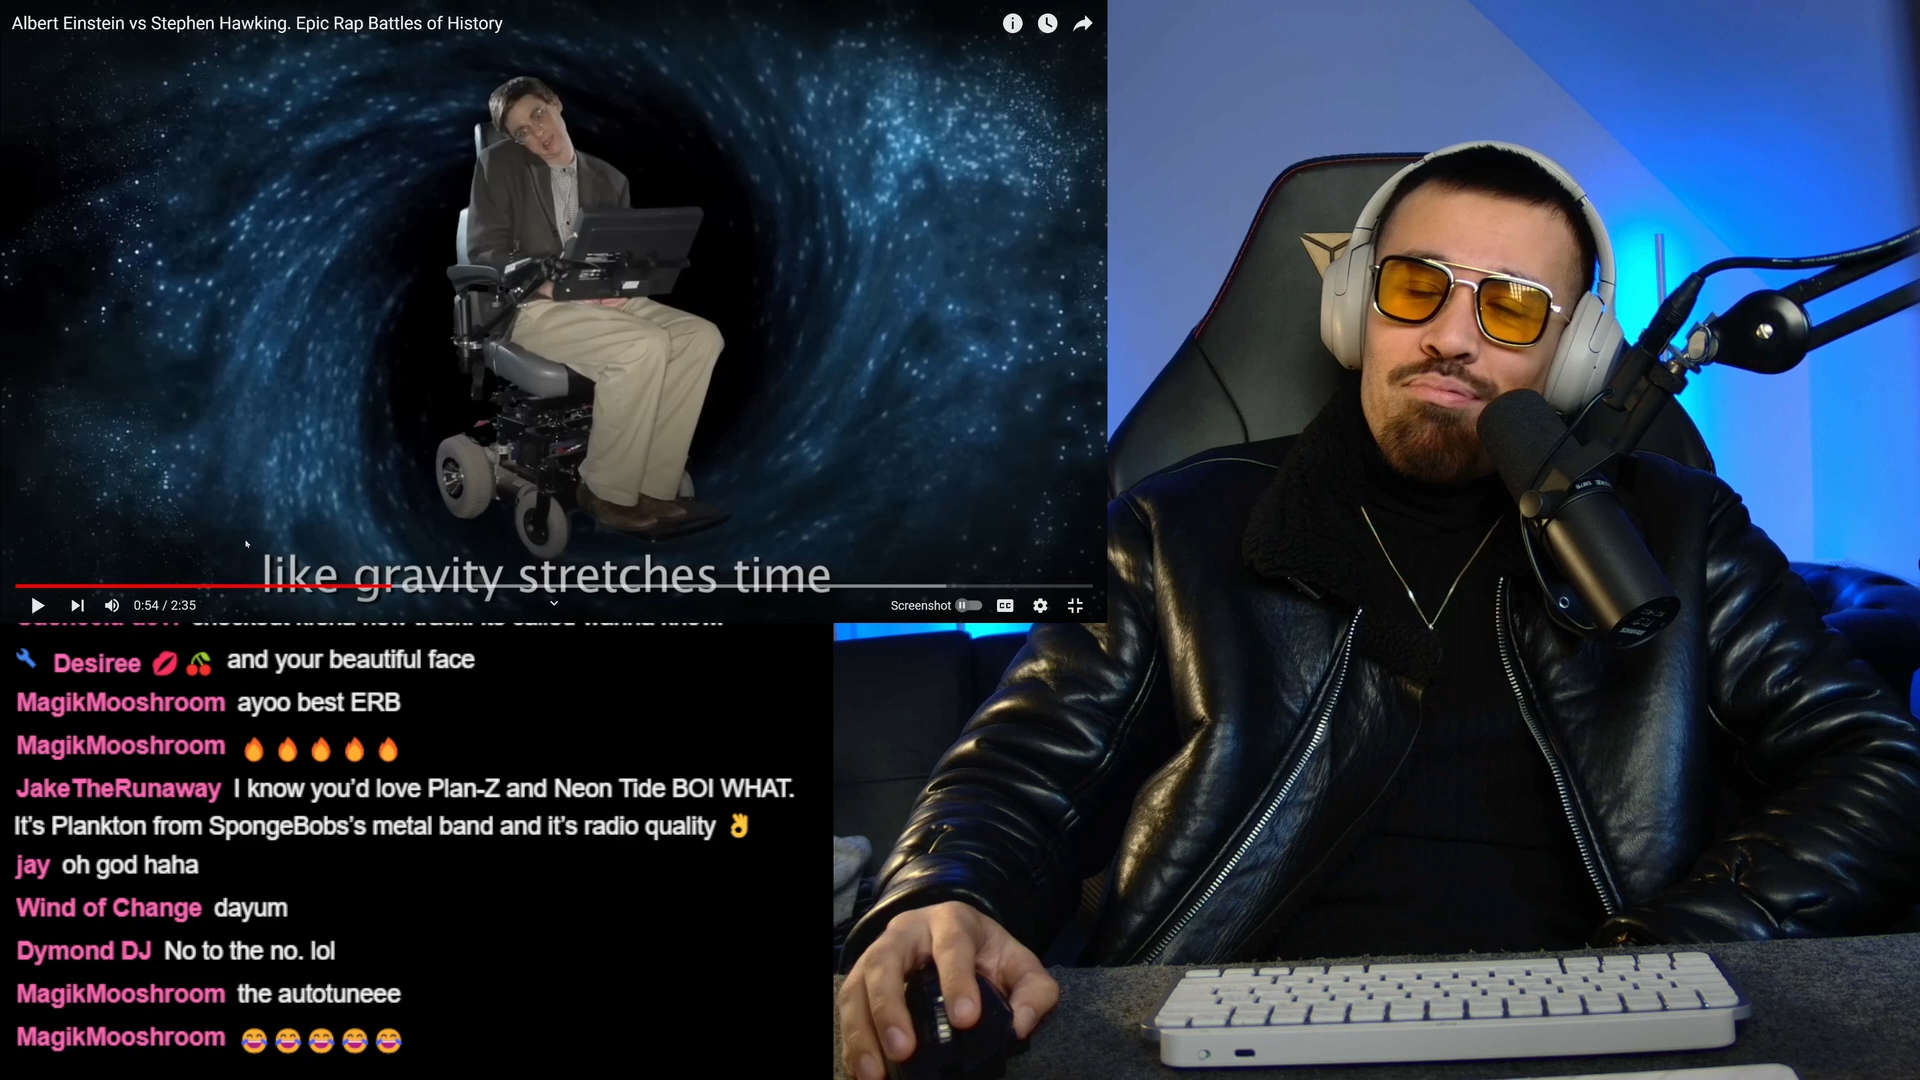 Albert Einstein vs Stephen Hawking. Epic Rap Battles of History
like gravity stretches time
0:54 / 2:35
Screenshot
CC
Desiree 💋🍒 and your beautiful face
MagikMooshroom ayoo best ERB
MagikMooshroom 🔥🔥🔥🔥🔥
JakeTheRunaway I know you’d love Plan-Z and Neon Tide BOI WHAT.
It’s Plankton from SpongeBobs’s metal band and it’s radio quality 👌
jay oh god haha
Wind of Change dayum
Dymond DJ No to the no. lol
MagikMooshroom the autotuneee
MagikMooshroom 😂😂😂😂😂